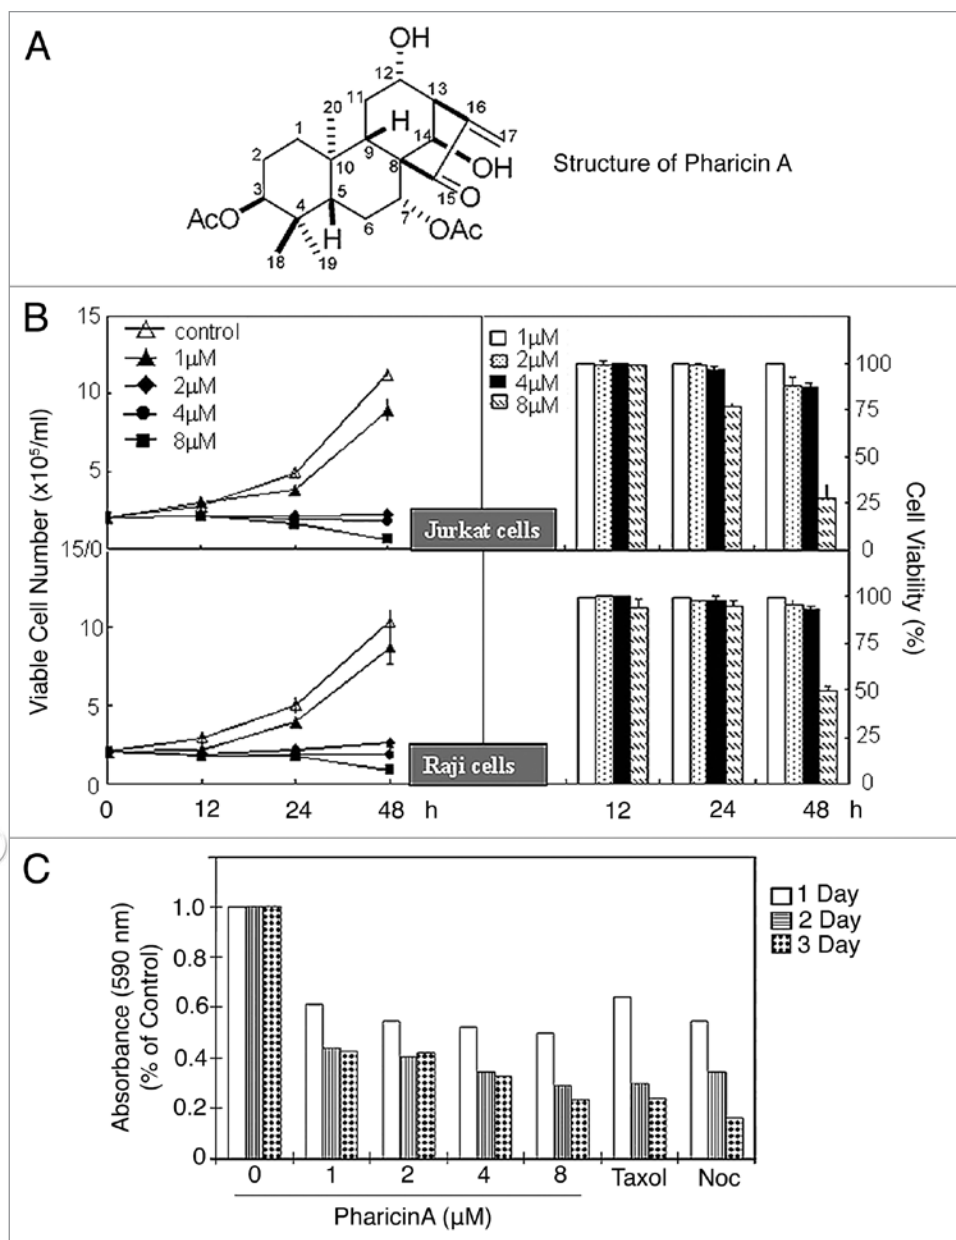 A
OH
12
11
13
20
16
1
H
14
17
2
9
OH
10
8
3
5
15
O
4
7
AcO
6
OAc
H
18
19
Structure of Pharicin A
B
Viable Cell Number (x10⁵/ml)
15
10
5
15/0
10
5
0
control
1μM
2μM
4μM
8μM
Jurkat cells
Raji cells
0 12 24 48 h
1μM
2μM
4μM
8μM
100
75
50
25
0
100
75
50
25
0
Cell Viability (%)
12 24 48 h
C
Absorbance (590 nm)
(% of Control)
1.0
0.8
0.6
0.4
0.2
0
1 Day
2 Day
3 Day
0 1 2 4 8 Taxol Noc
PharicinA (μM)